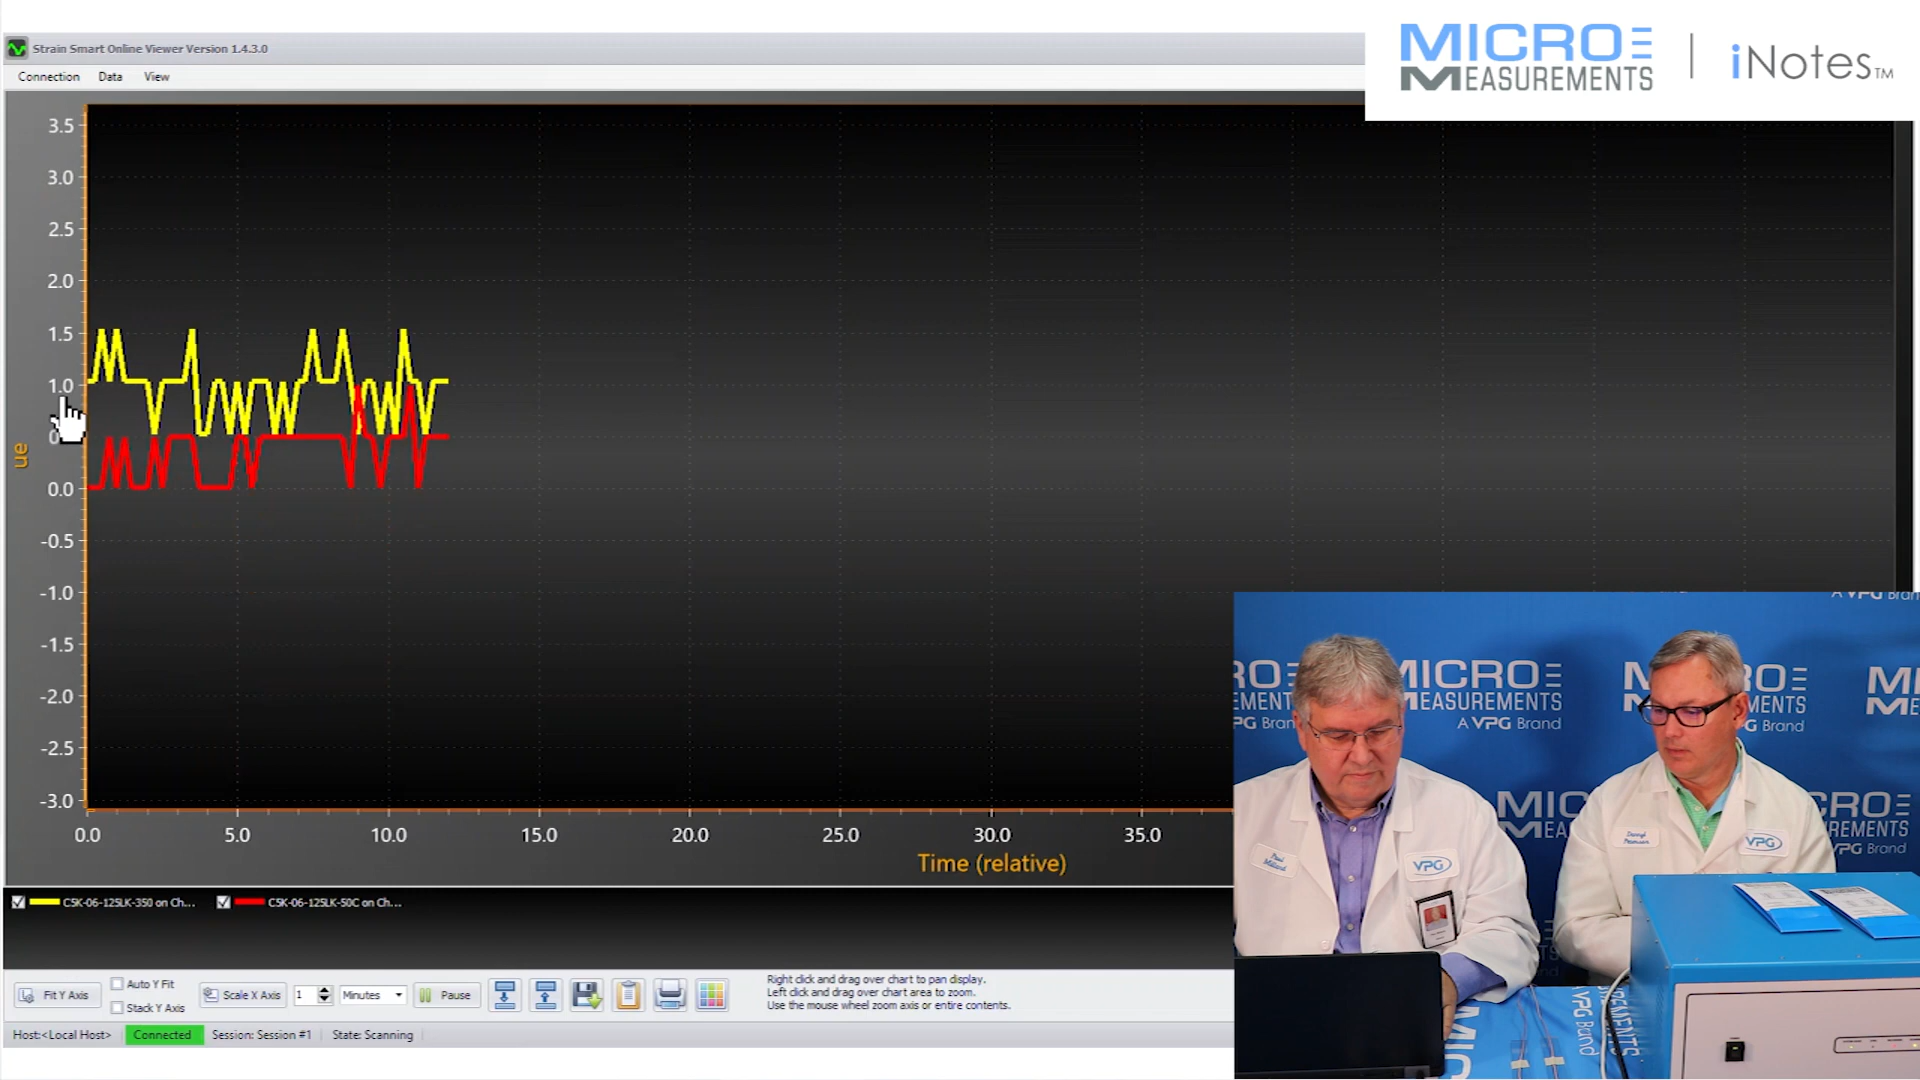 Strain Smart Online Viewer Version 1.4.3.0
MICRO
MEASUREMENTS
iNotes™
Connection Data View
3.5
3.0
2.5
2.0
1.5
1.0
0.0
-0.5
-1.0
-1.5
-2.0
-2.5
-3.0
ue
0.0 5.0 10.0 15.0 20.0 25.0 30.0 35.0
Time (relative)
C5K-06-125LK-350 on Ch...
C5K-06-125LK-50C on Ch...
Fit Y Axis
Auto Y Fit
Stack Y Axis
Scale X Axis
1
Minutes
Pause
Right click and drag over chart to pan display.
Left click and drag over chart area to zoom.
Use the mouse wheel zoom axis or entire contents.
Host:<Local Host> Connected Session: Session #1 State: Scanning
MICRO
MEASUREMENTS
A VPG Brand
VPG
VPG